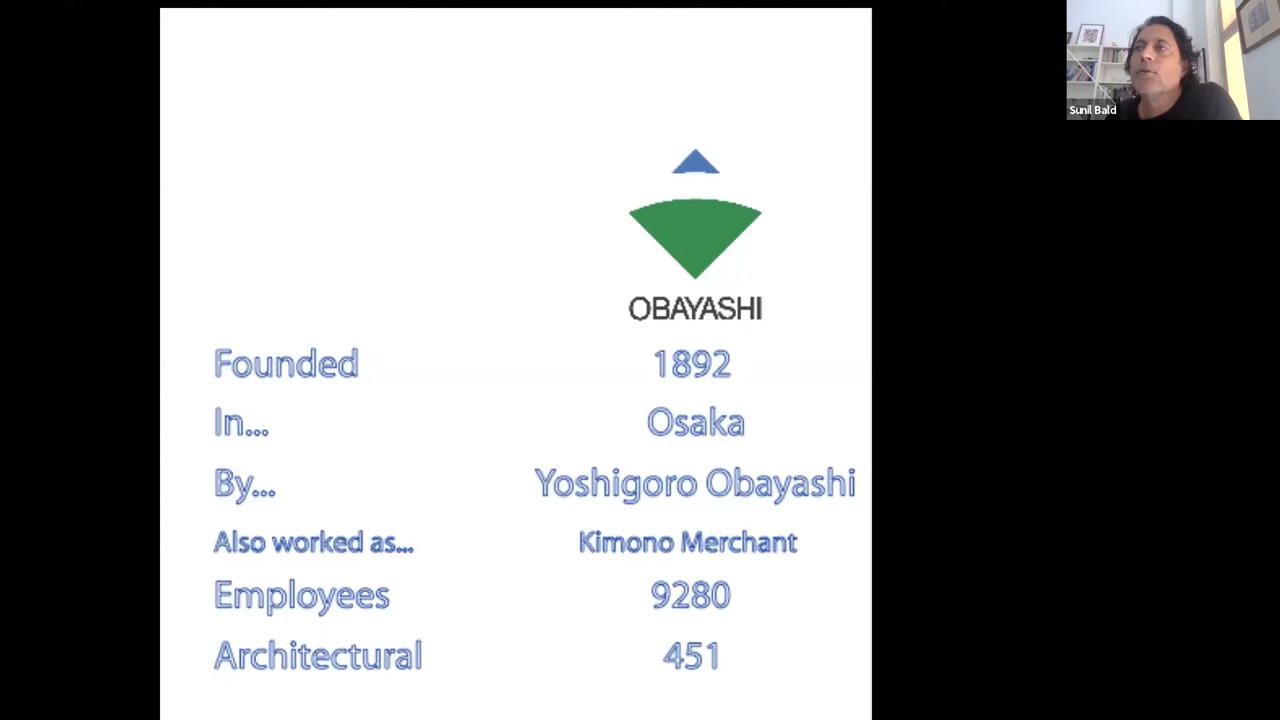 Sunil Bald
OBAYASHI
Founded 1892
In... Osaka
By... Yoshigoro Obayashi
Also worked as... Kimono Merchant
Employees 9280
Architectural 451